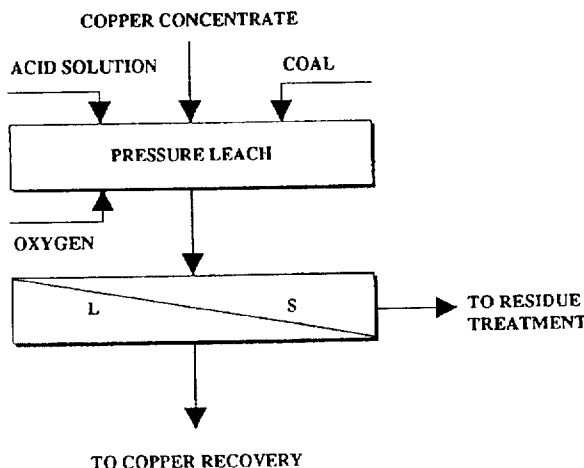 COPPER CONCENTRATE
ACID SOLUTION
COAL
PRESSURE LEACH
OXYGEN
L
S
TO RESIDUE
TREATMENT
TO COPPER RECOVERY